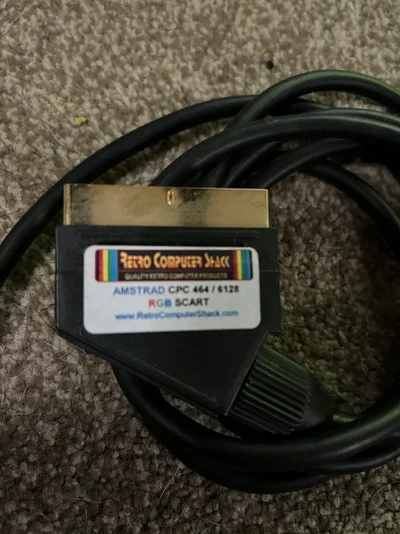 RETRO COMPUTER SHACK
QUALITY RETRO COMPUTER PRODUCTS
AMSTRAD CPC 464 / 6128
RGB SCART
www.RetroComputerShack.com